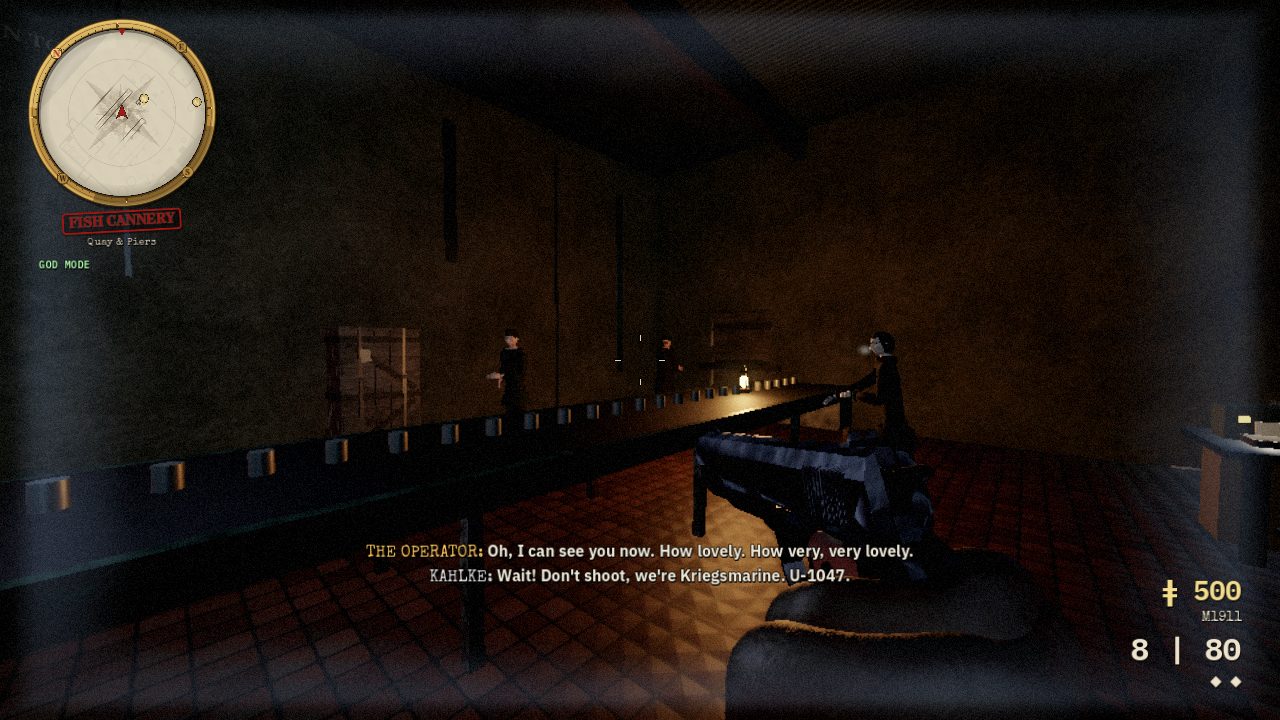 FISH CANNERY
Quay & Piers
GOD MODE
THE OPERATOR: Oh, I can see you now. How lovely. How very, very lovely.
KAHLKE: Wait! Don't shoot, we're Kriegsmarine. U-1047.
500
M1911
8 | 80